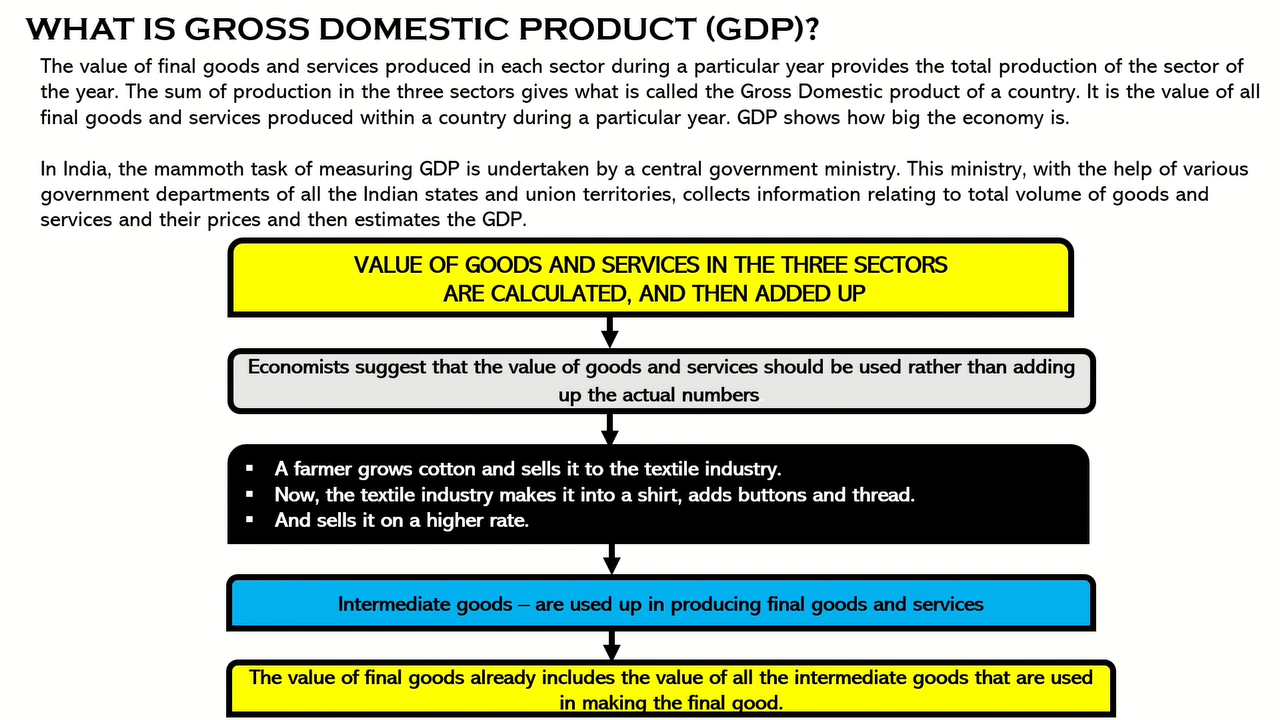 WHAT IS GROSS DOMESTIC PRODUCT (GDP)?
The value of final goods and services produced in each sector during a particular year provides the total production of the sector of
the year. The sum of production in the three sectors gives what is called the Gross Domestic product of a country. It is the value of all
final goods and services produced within a country during a particular year. GDP shows how big the economy is.
In India, the mammoth task of measuring GDP is undertaken by a central government ministry. This ministry, with the help of various
government departments of all the Indian states and union territories, collects information relating to total volume of goods and
services and their prices and then estimates the GDP.
VALUE OF GOODS AND SERVICES IN THE THREE SECTORS
ARE CALCULATED, AND THEN ADDED UP
Economists suggest that the value of goods and services should be used rather than adding
up the actual numbers
▪ A farmer grows cotton and sells it to the textile industry.
▪ Now, the textile industry makes it into a shirt, adds buttons and thread.
▪ And sells it on a higher rate.
Intermediate goods – are used up in producing final goods and services
The value of final goods already includes the value of all the intermediate goods that are used
in making the final good.